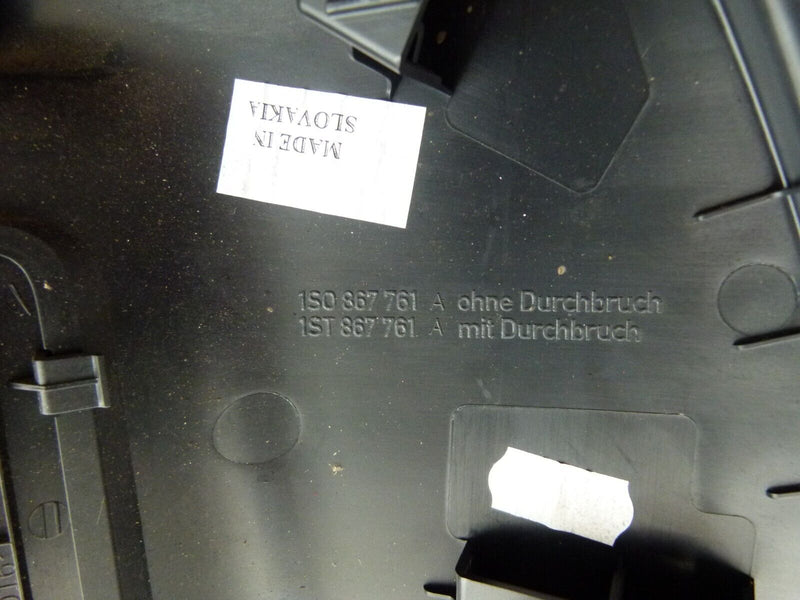 MADE IN
SLOVAKIA
1S0 867 761 A ohne Durchbruch
1ST 867 761 A mit Durchbruch